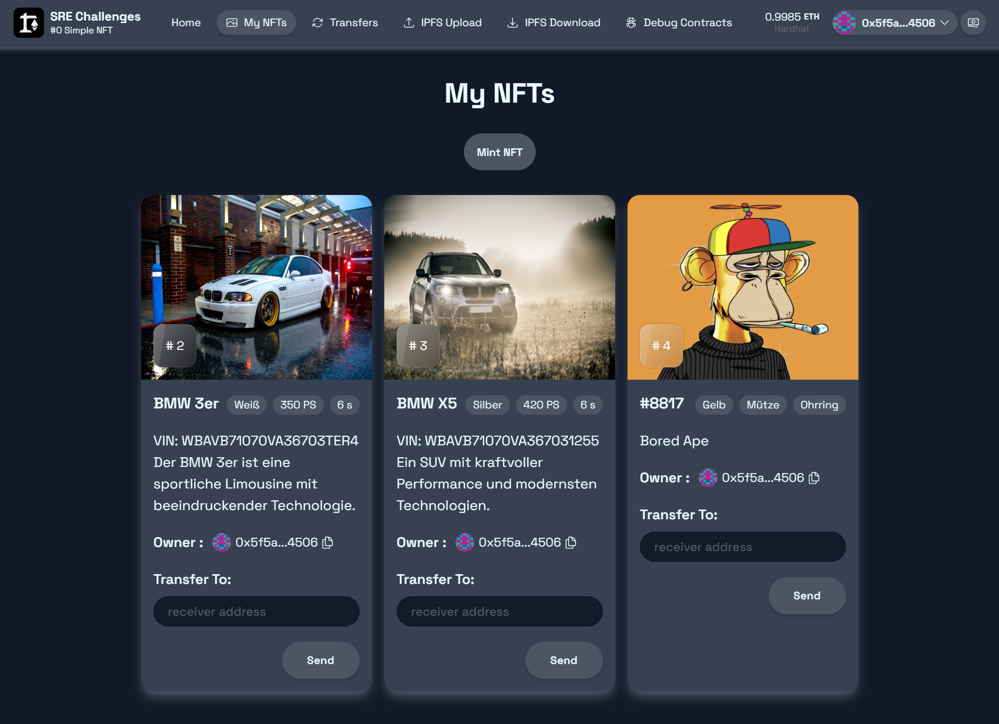 SRE Challenges
#0 Simple NFT
Home
My NFTs
Transfers
IPFS Upload
IPFS Download
Debug Contracts
0.9985 ETH
Hardhat
0x5f5a...4506
My NFTs
Mint NFT
# 2
BMW 3er
Weiß
350 PS
6 s
VIN: WBAVB71070VA36703TER4
Der BMW 3er ist eine
sportliche Limousine mit
beeindruckender Technologie.
Owner : 0x5f5a...4506
Transfer To:
receiver address
Send
# 3
BMW X5
Silber
420 PS
6 s
VIN: WBAVB71070VA367031255
Ein SUV mit kraftvoller
Performance und modernsten
Technologien.
Owner : 0x5f5a...4506
Transfer To:
receiver address
Send
# 4
#8817
Gelb
Mütze
Ohrring
Bored Ape
Owner : 0x5f5a...4506
Transfer To:
receiver address
Send